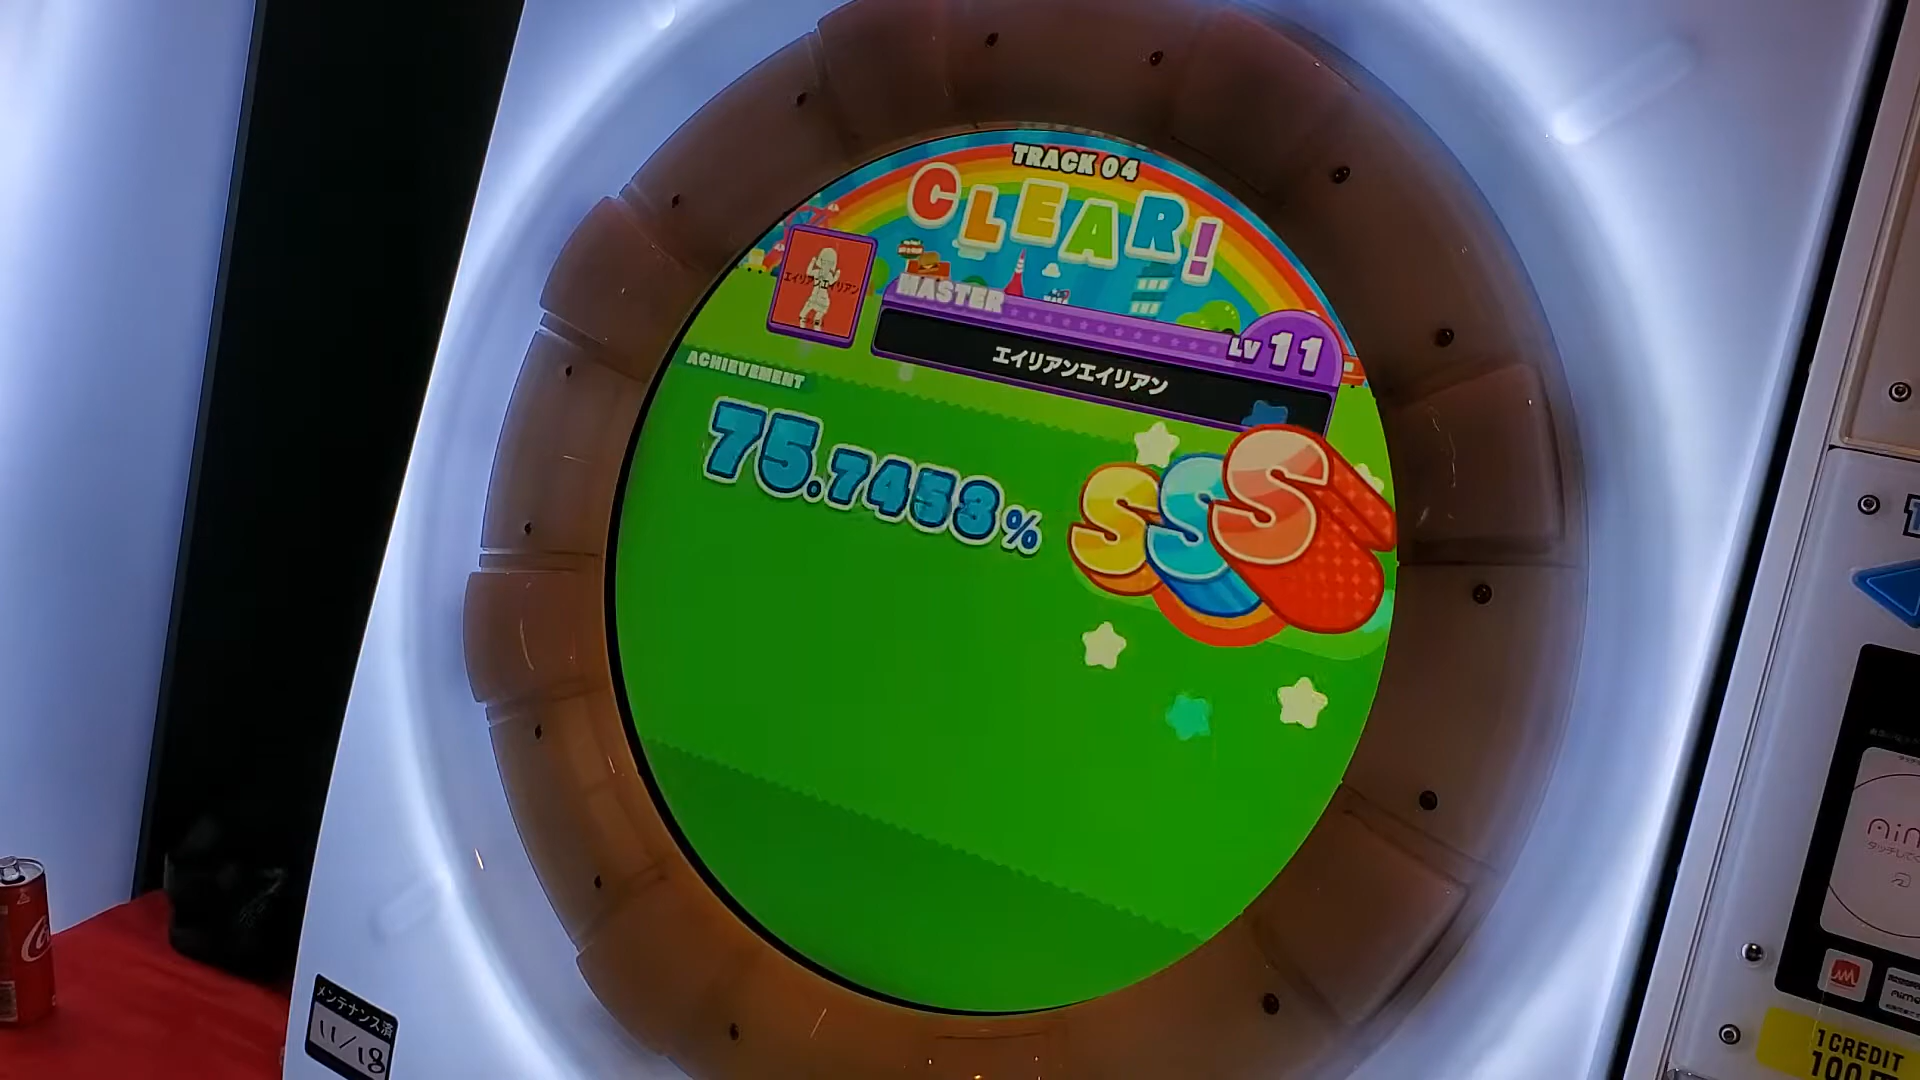 TRACK 04
CLEAR!
エイリアンエイリアン
MASTER
LV 11
エイリアンエイリアン
ACHIEVEMENT
75.7453%
SSS
メンテナンス済
11/18
1 CREDIT
100